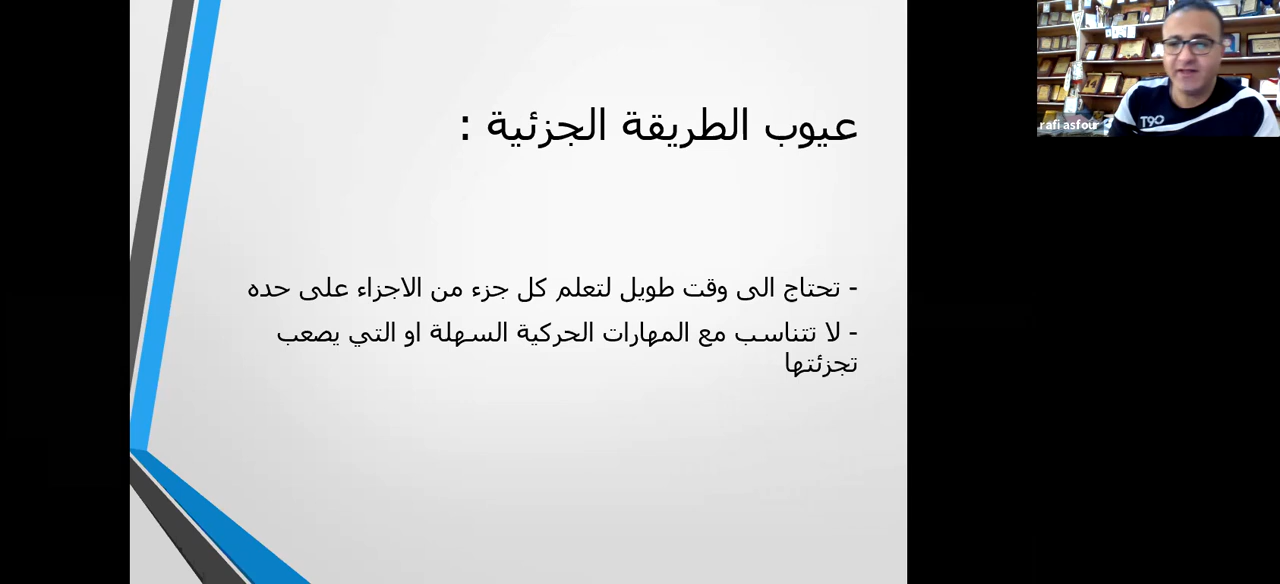 عيوب الطريقة الجزئية :
- تحتاج الى وقت طويل لتعلم كل جزء من الاجزاء على حده
- لا تتناسب مع المهارات الحركية السهلة او التي يصعب
تجزئتها
rafi asfour
T90